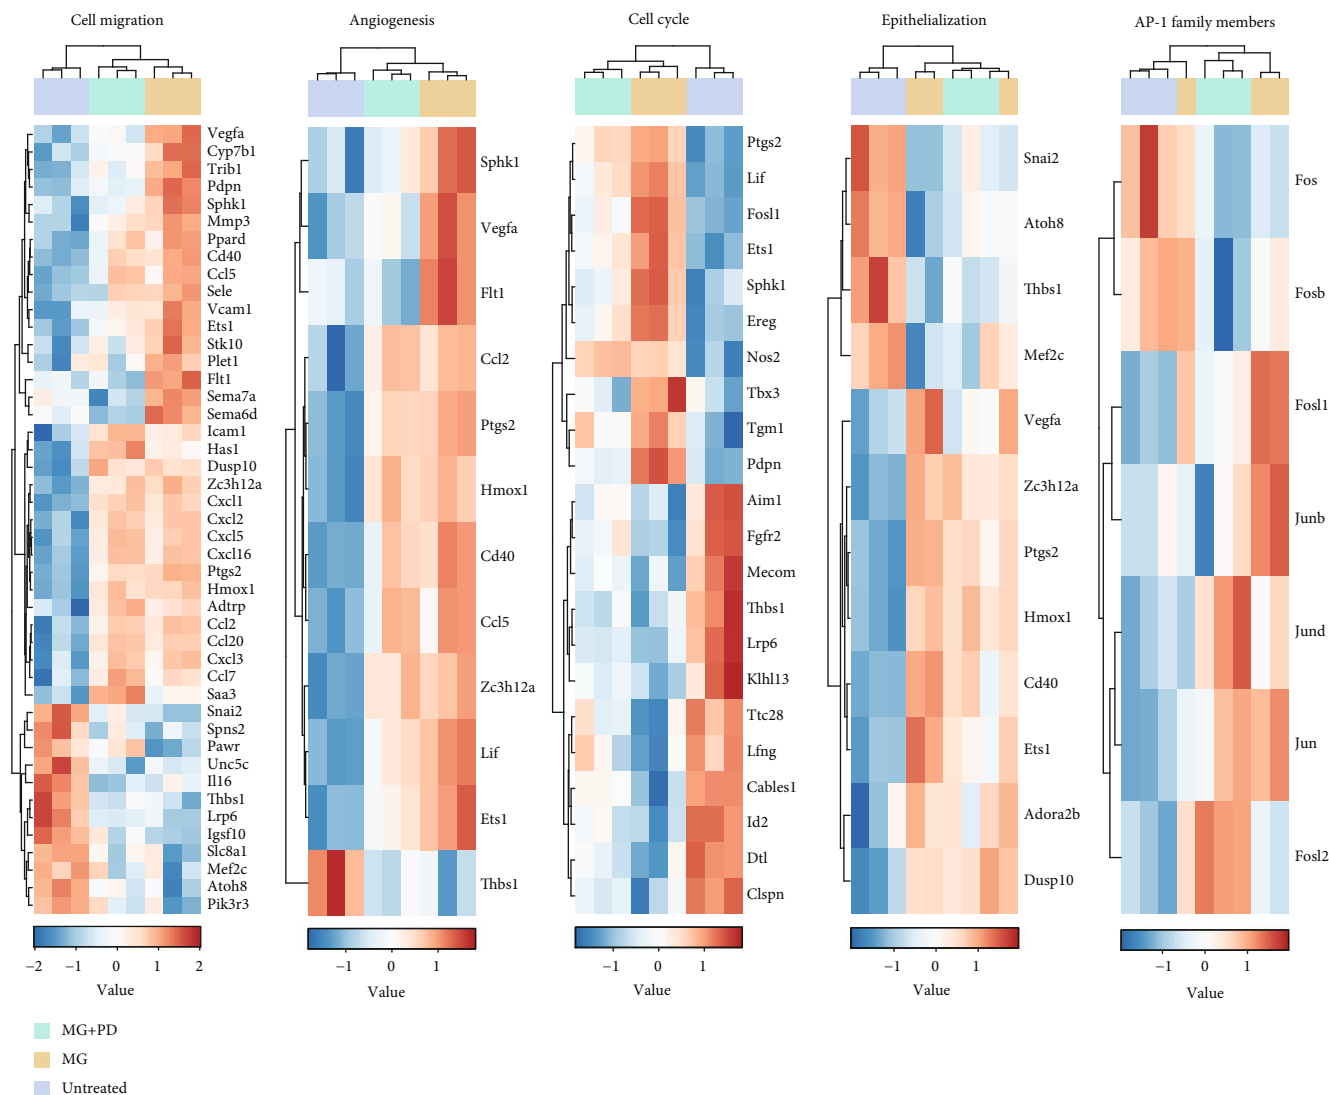 Cell migration
Vegfa
Cyp7b1
Trib1
Pdpn
Sphk1
Mmp3
Ppard
Cd40
Ccl5
Sele
Vcam1
Ets1
Stk10
Plet1
Flt1
Sema7a
Sema6d
Icam1
Has1
Dusp10
Zc3h12a
Cxcl1
Cxcl2
Cxcl5
Cxcl16
Ptgs2
Hmox1
Adtrp
Ccl2
Ccl20
Cxcl3
Ccl7
Saa3
Snai2
Spns2
Pawr
Unc5c
Il16
Thbs1
Lrp6
Igsf10
Slc8a1
Mef2c
Atoh8
Pik3r3
−2 −1 0 1 2
Value
Angiogenesis
Sphk1
Vegfa
Flt1
Ccl2
Ptgs2
Hmox1
Cd40
Ccl5
Zc3h12a
Lif
Ets1
Thbs1
−1 0 1
Value
Cell cycle
Ptgs2
Lif
Fosl1
Ets1
Sphk1
Ereg
Nos2
Tbx3
Tgm1
Pdpn
Aim1
Fgfr2
Mecom
Thbs1
Lrp6
Klhl13
Ttc28
Lfng
Cables1
Id2
Dtl
Clspn
−1 0 1
Value
Epithelialization
Snai2
Atoh8
Thbs1
Mef2c
Vegfa
Zc3h12a
Ptgs2
Hmox1
Cd40
Ets1
Adora2b
Dusp10
−1 0 1
Value
AP-1 family members
Fos
Fosb
Fosl1
Junb
Jund
Jun
Fosl2
−1 0 1
Value
MG+PD
MG
Untreated